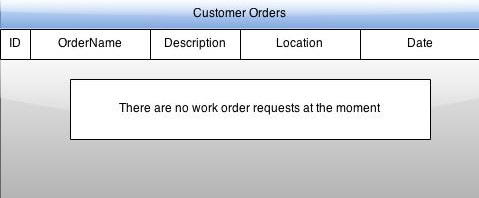 Customer Orders
ID OrderName Description Location Date
There are no work order requests at the moment